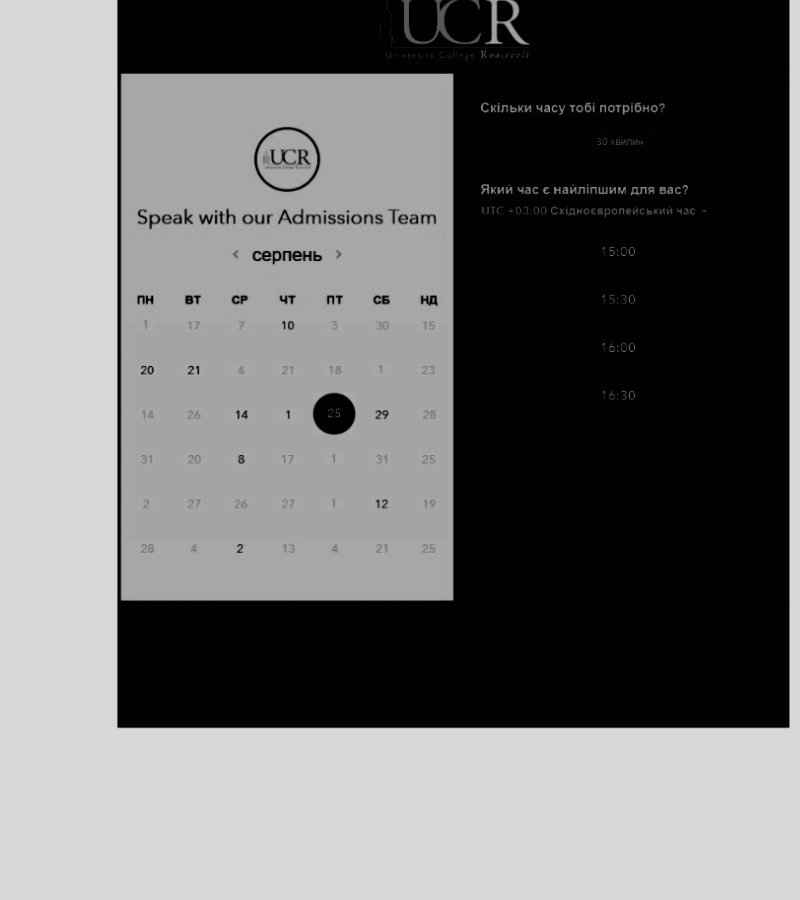 UCR
University College Roosevelt
UCR
Speak with our Admissions Team
< серпень >
ПН ВТ СР ЧТ ПТ СБ НД
1 17 7 10 3 30 15
20 21 4 21 18 1 23
14 26 14 1 25 29 28
31 20 8 17 1 31 25
2 27 26 27 1 12 19
28 4 2 13 4 21 25
Скільки часу тобі потрібно?
30 хвилин
Який час є найліпшим для вас?
UTC +03:00 Східноєвропейський час
15:00
15:30
16:00
16:30